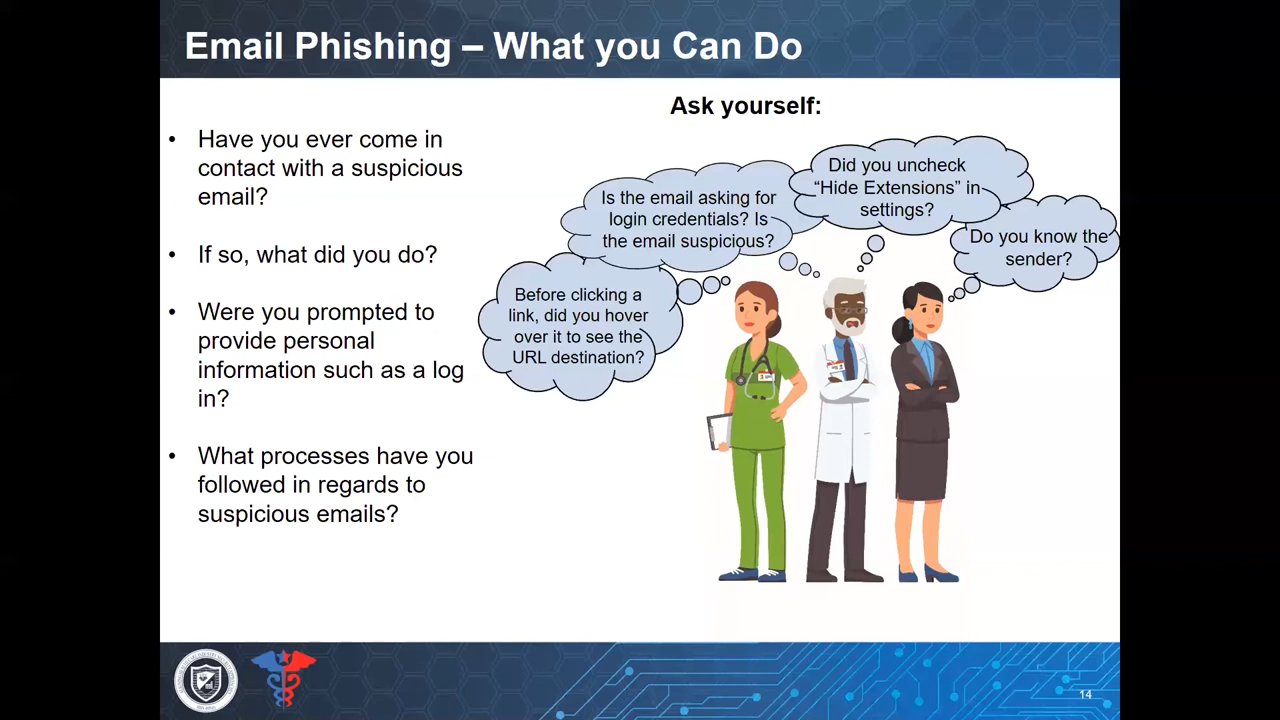 Email Phishing – What you Can Do
• Have you ever come in
contact with a suspicious
email?
• If so, what did you do?
• Were you prompted to
provide personal
information such as a log
in?
• What processes have you
followed in regards to
suspicious emails?
Ask yourself:
Before clicking a
link, did you hover
over it to see the
URL destination?
Is the email asking for
login credentials? Is
the email suspicious?
Did you uncheck
“Hide Extensions” in
settings?
Do you know the
sender?
14